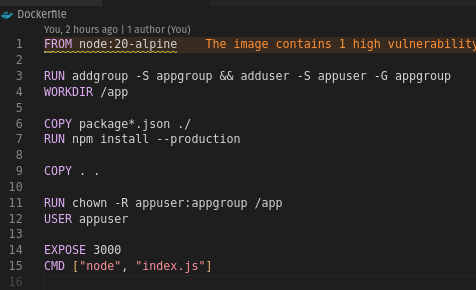 Dockerfile
You, 2 hours ago | 1 author (You)
1 FROM node:20-alpine The image contains 1 high vulnerability
2
3 RUN addgroup -S appgroup && adduser -S appuser -G appgroup
4 WORKDIR /app
5
6 COPY package*.json ./
7 RUN npm install --production
8
9 COPY . .
10
11 RUN chown -R appuser:appgroup /app
12 USER appuser
13
14 EXPOSE 3000
15 CMD ["node", "index.js"]
16